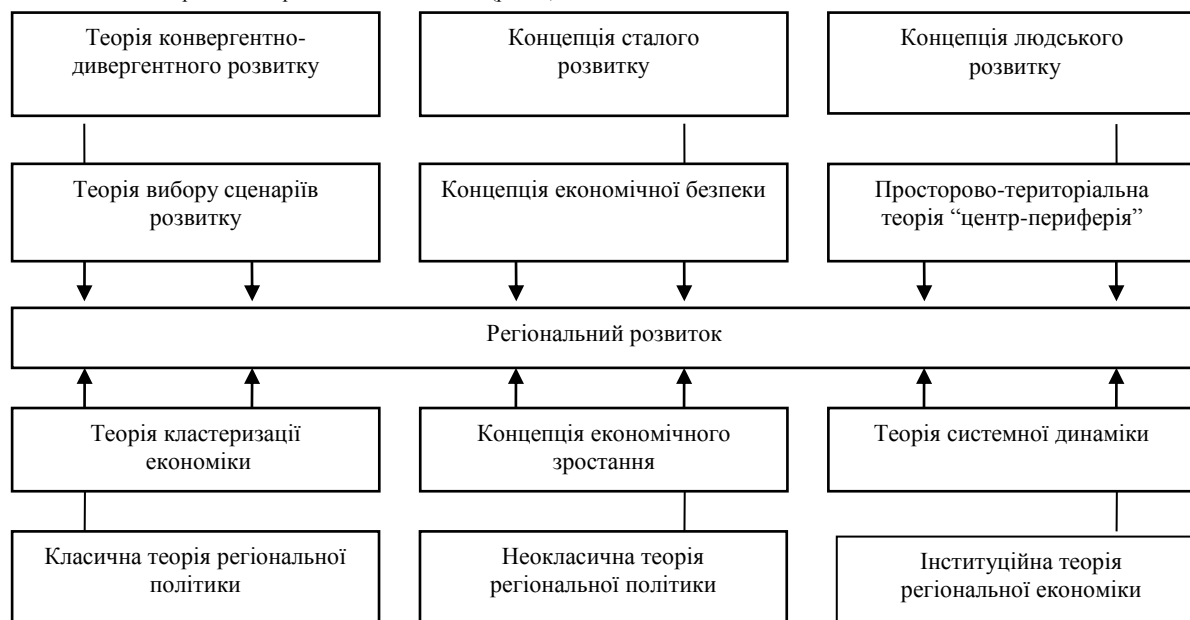 Теорія конвергентно-
дивергентного розвитку
Концепція сталого
розвитку
Концепція людського
розвитку
Теорія вибору сценаріїв
розвитку
Концепція економічної безпеки
Просторово-територіальна
теорія “центр-периферія”
Регіональний розвиток
Теорія кластеризації
економіки
Концепція економічного
зростання
Теорія системної динаміки
Класична теорія регіональної
політики
Неокласична теорія
регіональної політики
Інституційна теорія
регіональної економіки